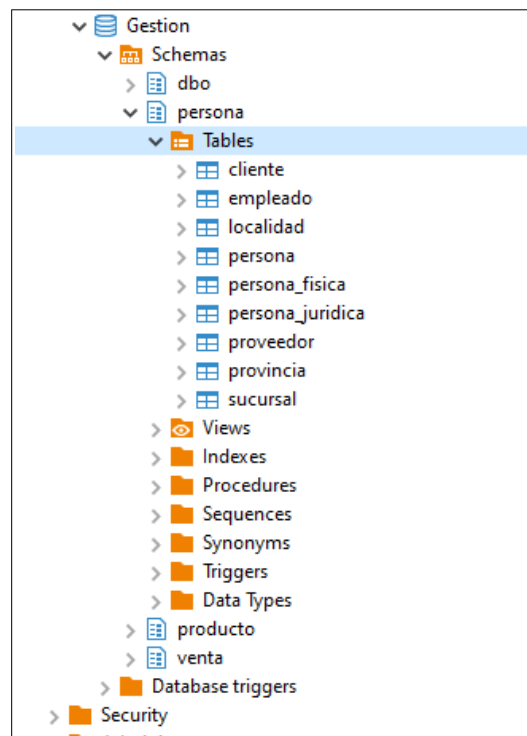 Gestion
Schemas
dbo
persona
Tables
cliente
empleado
localidad
persona
persona_fisica
persona_juridica
proveedor
provincia
sucursal
Views
Indexes
Procedures
Sequences
Synonyms
Triggers
Data Types
producto
venta
Database triggers
Security